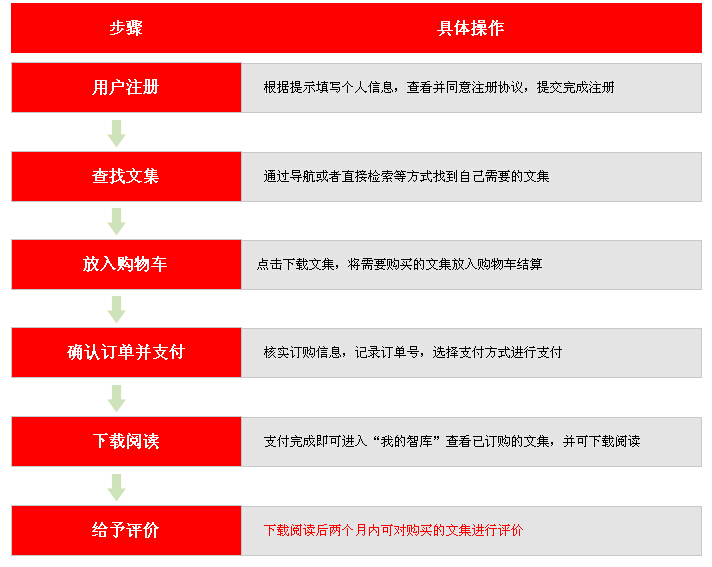 步骤 具体操作
用户注册 根据提示填写个人信息，查看并同意注册协议，提交完成注册
查找文集 通过导航或者直接检索等方式找到自己需要的文集
放入购物车 点击下载文集，将需要购买的文集放入购物车结算
确认订单并支付 核实订购信息，记录订单号，选择支付方式进行支付
下载阅读 支付完成即可进入“我的智库”查看已订购的文集，并可下载阅读
给予评价 下载阅读后两个月内可对购买的文集进行评价